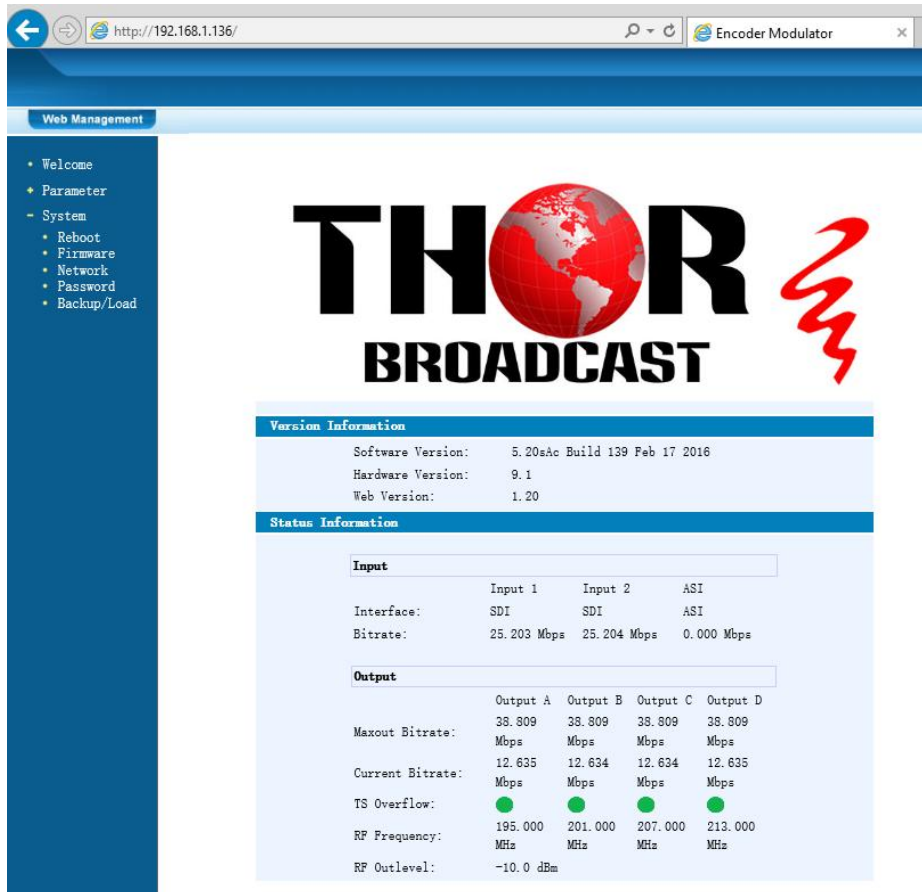 http://192.168.1.136/
Encoder Modulator
Web Management
Welcome
Parameter
System
Reboot
Firmware
Network
Password
Backup/Load
THOR
BROADCAST
Version Information
Software Version: 5.20sAc Build 139 Feb 17 2016
Hardware Version: 9.1
Web Version: 1.20
Status Information
Input
Input 1 Input 2 ASI
Interface: SDI SDI ASI
Bitrate: 25.203 Mbps 25.204 Mbps 0.000 Mbps
Output
Output A Output B Output C Output D
Maxout Bitrate: 38.809 Mbps 38.809 Mbps 38.809 Mbps 38.809 Mbps
Current Bitrate: 12.635 Mbps 12.634 Mbps 12.634 Mbps 12.635 Mbps
TS Overflow:
RF Frequency: 195.000 MHz 201.000 MHz 207.000 MHz 213.000 MHz
RF Outlevel: -10.0 dBm